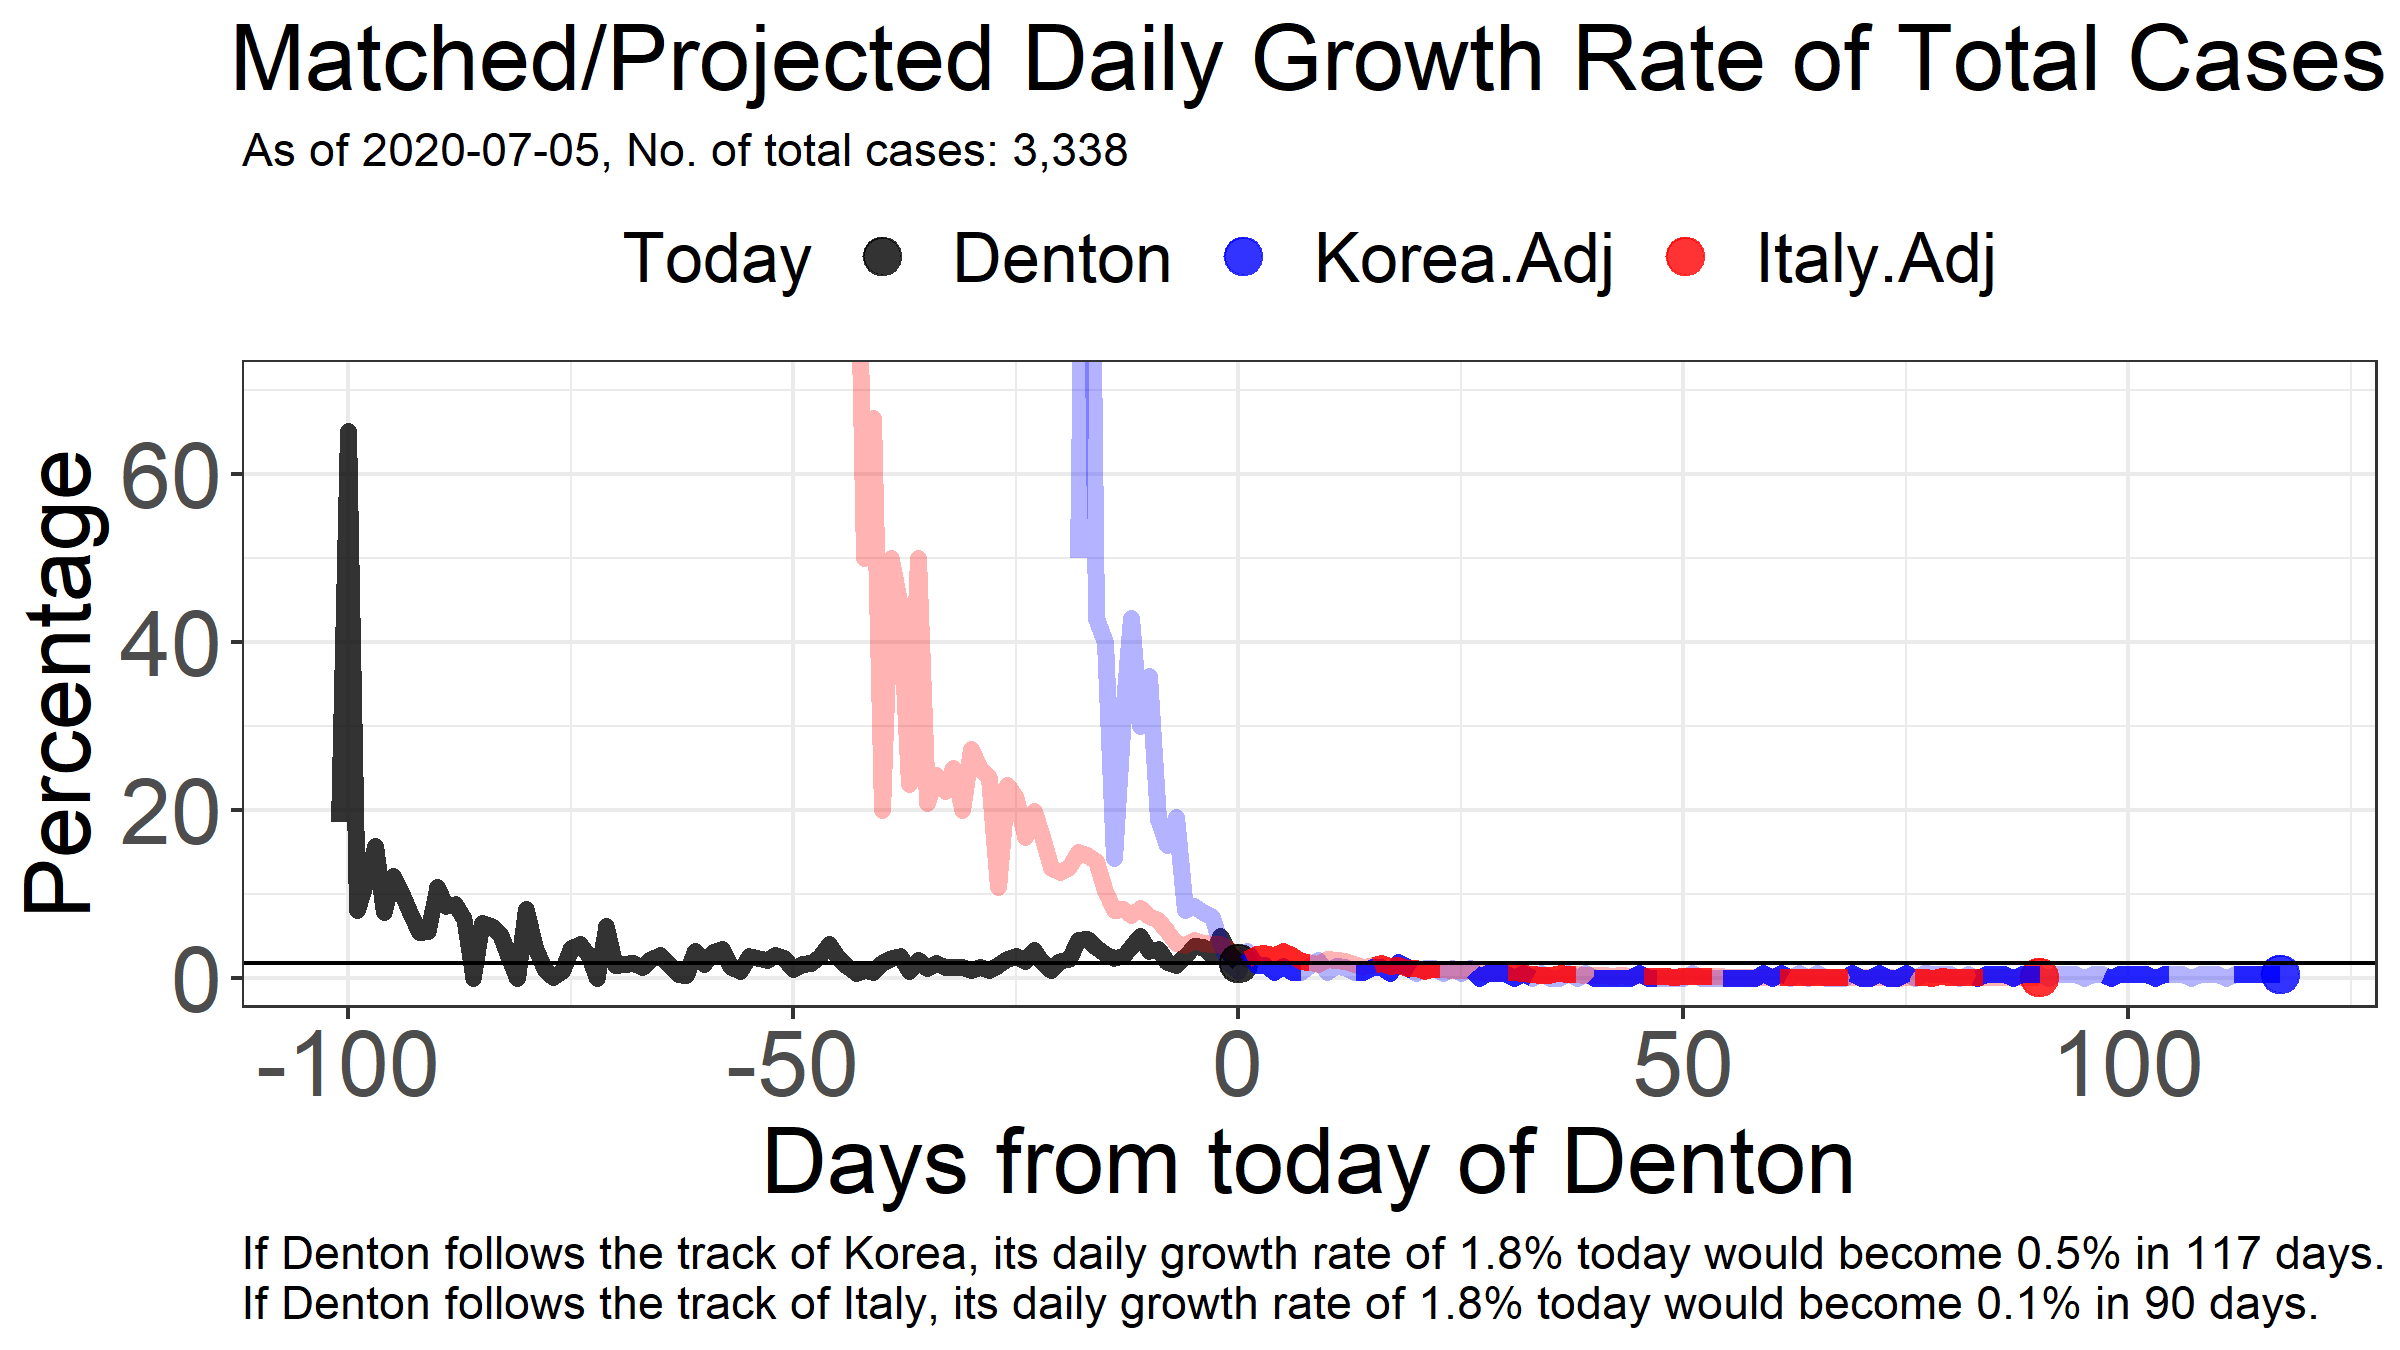 Matched/Projected Daily Growth Rate of Total Cases
As of 2020-07-05, No. of total cases: 3,338
Today Denton Korea.Adj Italy.Adj
Percentage
60
40
20
0
-100 -50 0 50 100
Days from today of Denton
If Denton follows the track of Korea, its daily growth rate of 1.8% today would become 0.5% in 117 days.
If Denton follows the track of Italy, its daily growth rate of 1.8% today would become 0.1% in 90 days.